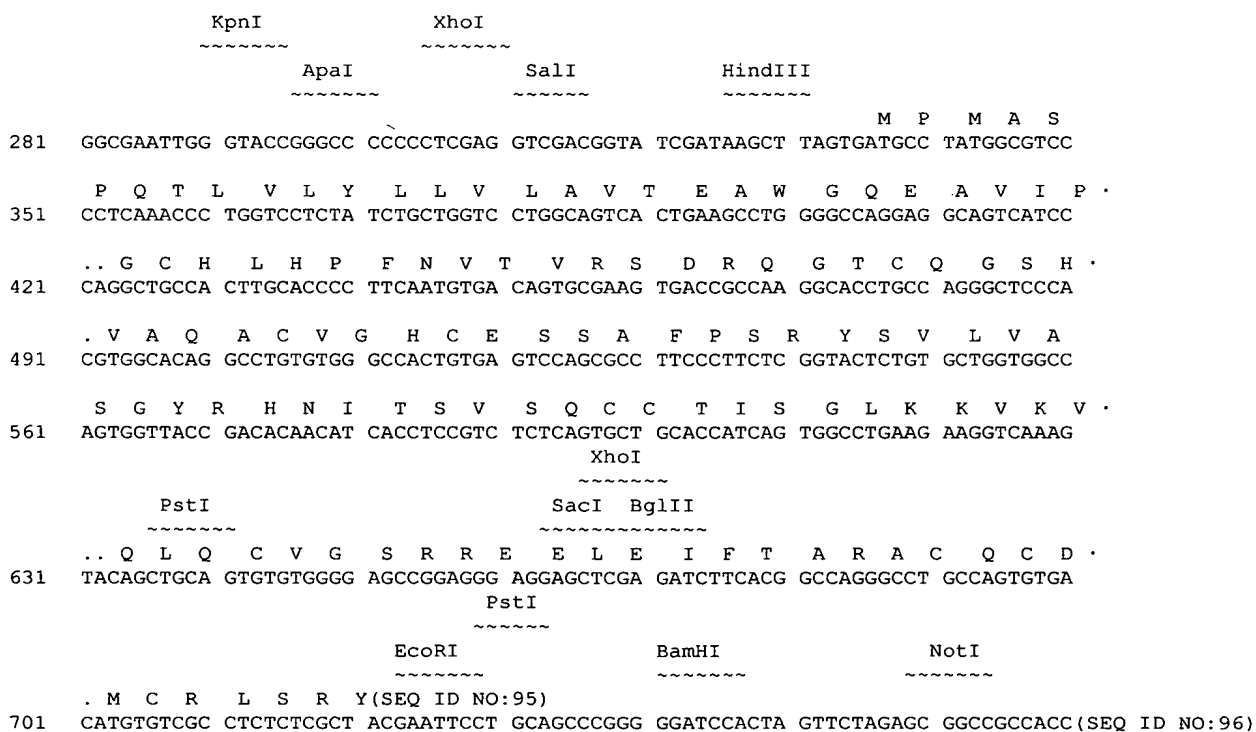 KpnI XhoI
~~~~~~~ ~~~~~~~
ApaI SalI HindIII
~~~~~~~ ~~~~~~ ~~~~~~~
M P M A S
281 GGCGAATTGG GTACCGGGCC CCCCCTCGAG GTCGACGGTA TCGATAAGCT TAGTGATGCC TATGGCGTCC
P Q T L V L Y L L V L A V T E A W G Q E A V I P ·
351 CCTCAAACCC TGGTCCTCTA TCTGCTGGTC CTGGCAGTCA CTGAAGCCTG GGGCCAGGAG GCAGTCATCC
.. G C H L H P F N V T V R S D R Q G T C Q G S H ·
421 CAGGCTGCCA CTTGCACCCC TTCAATGTGA CAGTGCGAAG TGACCGCCAA GGCACCTGCC AGGGCTCCCA
. V A Q A C V G H C E S S A F P S R Y S V L V A
491 CGTGGCACAG GCCTGTGTGG GCCACTGTGA GTCCAGCGCC TTCCCTTCTC GGTACTCTGT GCTGGTGGCC
S G Y R H N I T S V S Q C C T I S G L K K V K V ·
561 AGTGGTTACC GACACAACAT CACCTCCGTC TCTCAGTGCT GCACCATCAG TGGCCTGAAG AAGGTCAAAG
XhoI
~~~~~~~
PstI SacI BglII
~~~~~~~ ~~~~~~~~~~~~~
.. Q L Q C V G S R R E E L E I F T A R A C Q C D ·
631 TACAGCTGCA GTGTGTGGGG AGCCGGAGGG AGGAGCTCGA GATCTTCACG GCCAGGGCCT GCCAGTGTGA
PstI
~~~~~~
EcoRI BamHI NotI
~~~~~~~ ~~~~~~~ ~~~~~~~
. M C R L S R Y(SEQ ID NO:95)
701 CATGTGTCGC CTCTCTCGCT ACGAATTCCT GCAGCCCGGG GGATCCACTA GTTCTAGAGC GGCCGCCACC(SEQ ID NO:96)